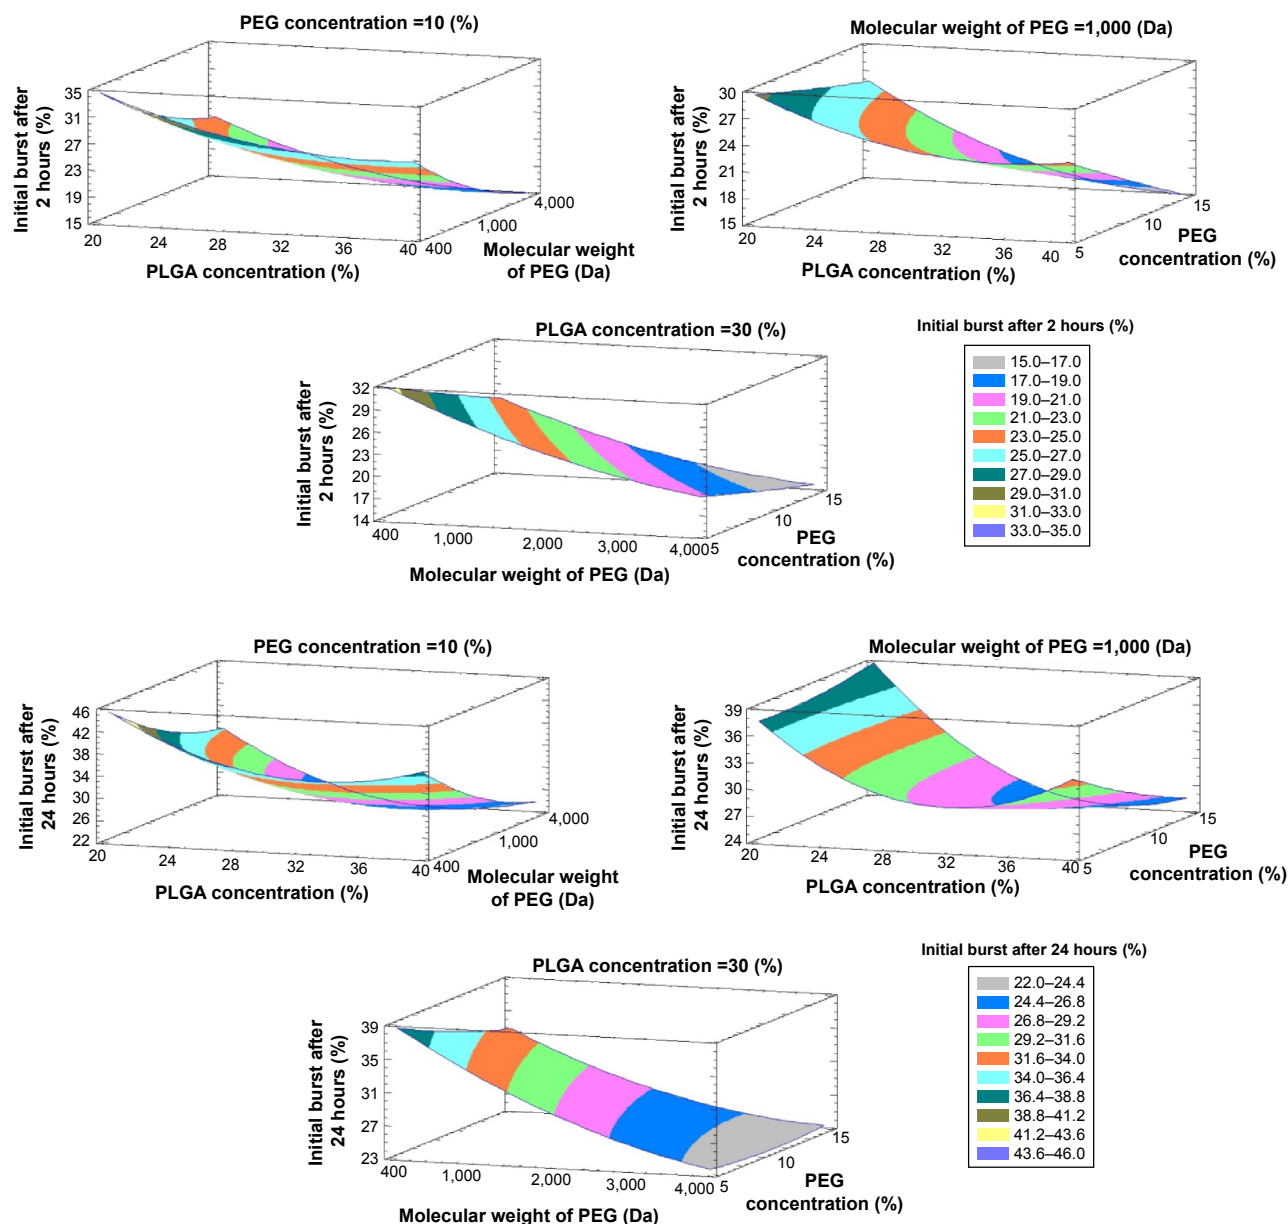 PEG concentration =10 (%)
Initial burst after
2 hours (%)
35
31
27
23
19
15
20
24
28
32
36
40
400
1,000
4,000
PLGA concentration (%)
Molecular weight
of PEG (Da)
Molecular weight of PEG =1,000 (Da)
Initial burst after
2 hours (%)
30
27
24
21
18
15
20
24
28
32
36
40
5
10
15
PLGA concentration (%)
PEG
concentration (%)
PLGA concentration =30 (%)
Initial burst after
2 hours (%)
32
29
26
23
20
17
14
400
1,000
2,000
3,000
4,000
5
10
15
Molecular weight of PEG (Da)
PEG
concentration (%)
Initial burst after 2 hours (%)
15.0–17.0
17.0–19.0
19.0–21.0
21.0–23.0
23.0–25.0
25.0–27.0
27.0–29.0
29.0–31.0
31.0–33.0
33.0–35.0
PEG concentration =10 (%)
Initial burst after
24 hours (%)
46
42
38
34
30
26
22
20
24
28
32
36
40
400
1,000
4,000
PLGA concentration (%)
Molecular weight
of PEG (Da)
Molecular weight of PEG =1,000 (Da)
Initial burst after
24 hours (%)
39
36
33
30
27
24
20
24
28
32
36
40
5
10
15
PLGA concentration (%)
PEG
concentration (%)
PLGA concentration =30 (%)
Initial burst after
24 hours (%)
39
35
31
27
23
400
1,000
2,000
3,000
4,000
5
10
15
Molecular weight of PEG (Da)
PEG
concentration (%)
Initial burst after 24 hours (%)
22.0–24.4
24.4–26.8
26.8–29.2
29.2–31.6
31.6–34.0
34.0–36.4
36.4–38.8
38.8–41.2
41.2–43.6
43.6–46.0